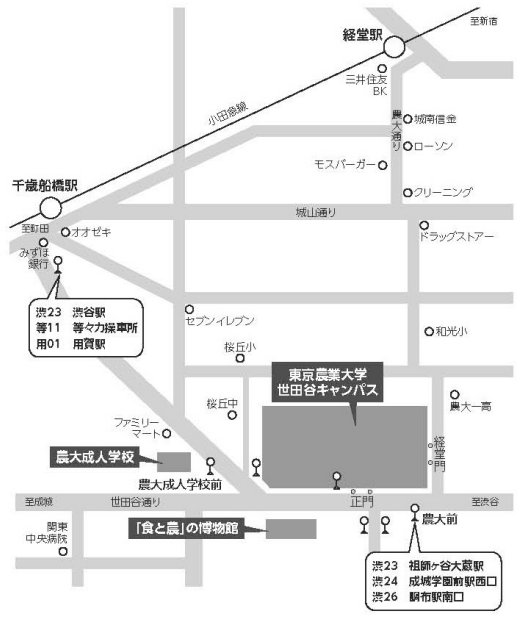 至新宿
経堂駅
三井住友
BK
小田急線
農大通り
城南信金
ローソン
モスバーガー
クリーニング
千歳船橋駅
城山通り
至町田
オオゼキ
ドラッグストアー
みずほ
銀行
渋23 渋谷駅
等11 等々力操車所
用01 用賀駅
セブンイレブン
和光小
桜丘小
東京農業大学
世田谷キャンパス
桜丘中
農大一高
ファミリー
マート
経堂門
農大成人学校
農大成人学校前
至成城
世田谷通り
正門
至渋谷
関東
中央病院
「食と農」の博物館
農大前
渋23 祖師ヶ谷大蔵駅
渋24 成城学園前駅西口
渋26 調布駅南口